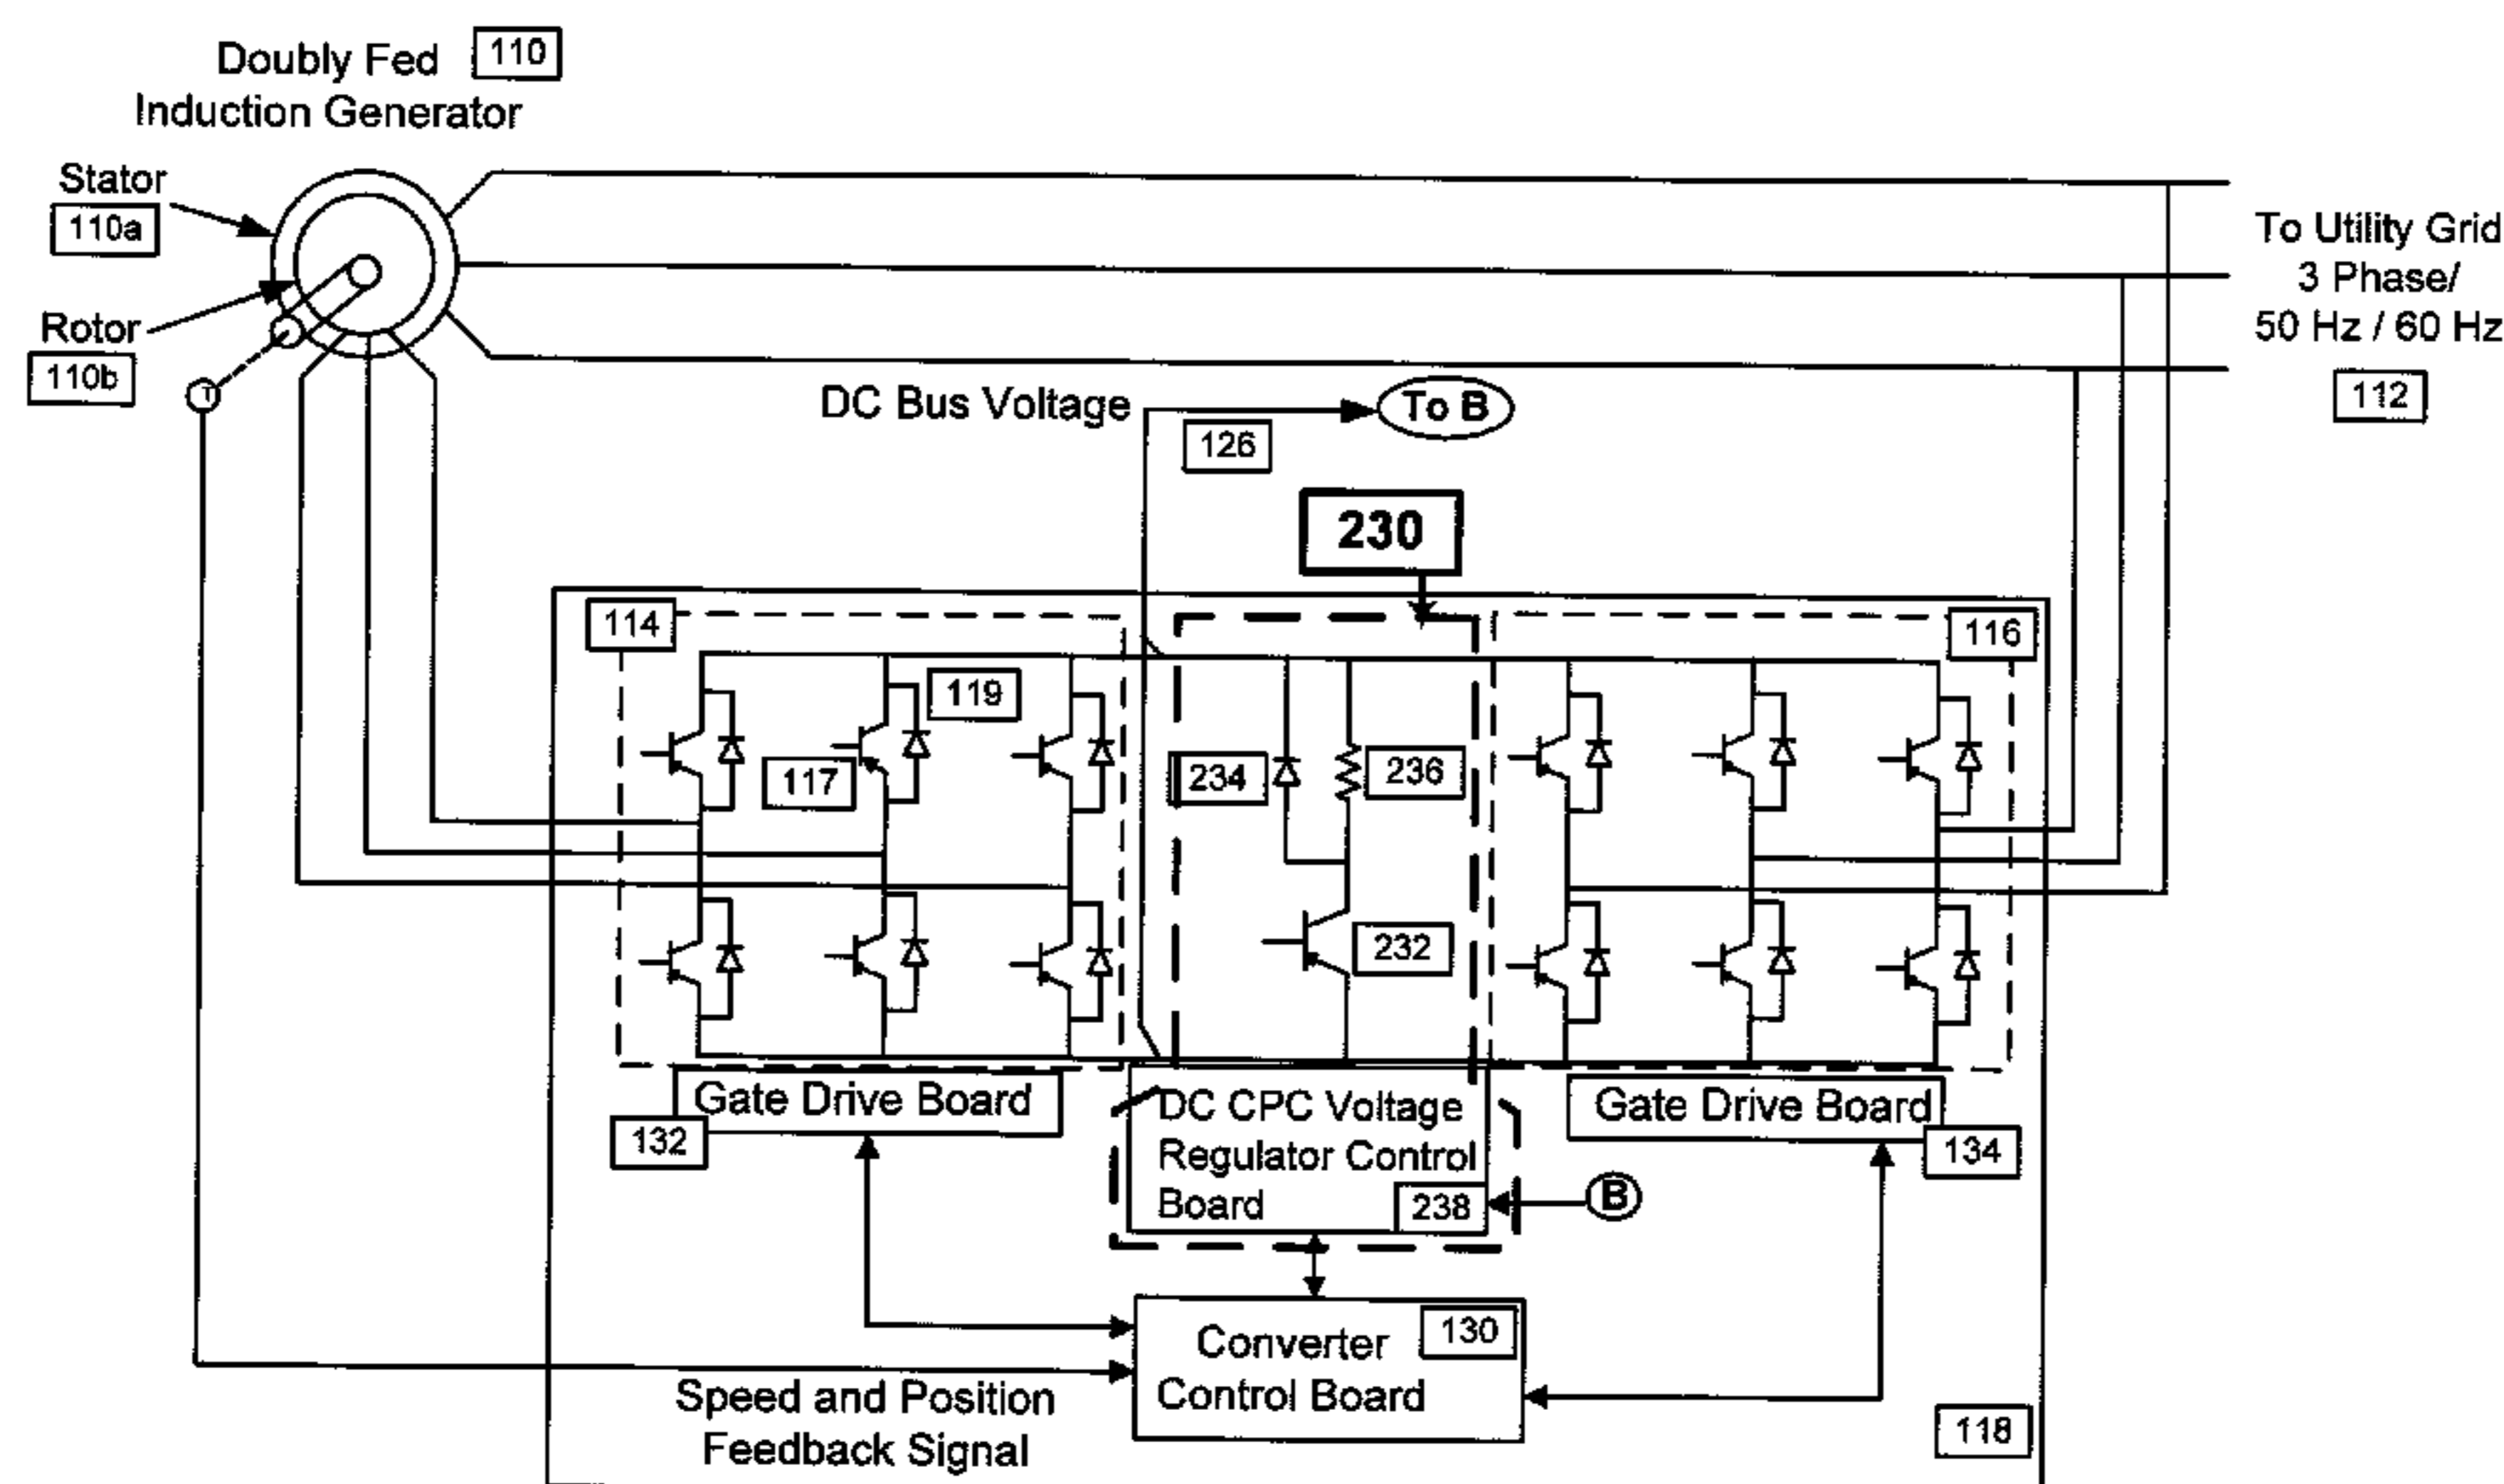 Doubly Fed 110
Induction Generator
Stator
110a
Rotor
110b
T
To Utility Grid
3 Phase/
50 Hz / 60 Hz
112
DC Bus Voltage
To B
126
230
114
116
119
117
234
236
232
Gate Drive Board
132
DC CPC Voltage
Regulator Control
Board
238
B
Gate Drive Board
134
Converter
Control Board
130
Speed and Position
Feedback Signal
118